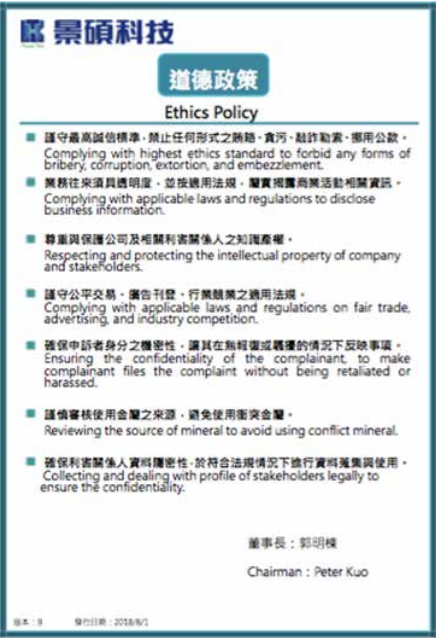 景碩科技
道德政策
Ethics Policy
謹守最高誠信標準，禁止任何形式之賄賂、貪污、敲詐勒索、挪用公款。
Complying with highest ethics standard to forbid any forms of
bribery, corruption, extortion, and embezzlement.
業務往來須具透明度，並按適用法規，屬實揭露商業活動相關資訊。
Complying with applicable laws and regulations to disclose
business information.
尊重與保護公司及相關利害關係人之知識產權。
Respecting and protecting the intellectual property of company
and stakeholders.
謹守公平交易、廣告刊登、行業競業之適用法規。
Complying with applicable laws and regulations on fair trade,
advertising, and industry competition.
確保申訴者身分之機密性，讓其在無報復或騷擾的情況下反映事項。
Ensuring the confidentiality of the complainant, to make
complainant files the complaint without being retaliated or
harassed.
謹慎審核使用金屬之來源，避免使用衝突金屬。
Reviewing the source of mineral to avoid using conflict mineral.
確保利害關係人資料隱密性，於符合法規情況下進行資料蒐集與使用。
Collecting and dealing with profile of stakeholders legally to
ensure the confidentiality.
董事長：郭明棟
Chairman：Peter Kuo
版本：9 發行日期：2018/6/1